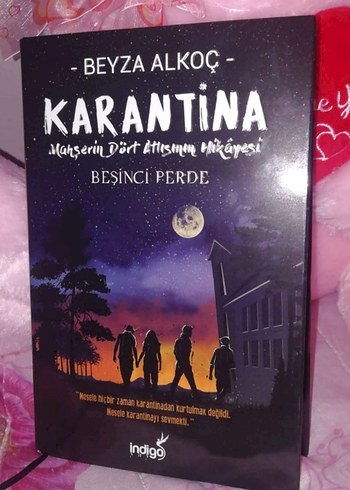 - BEYZA ALKOÇ -
KARANTİNA
Mahşerin Dört Atlısının Hikâyesi
BEŞİNCİ PERDE
"Mesele hiçbir zaman karantinadan kurtulmak değildi.
Mesele karantinayı sevmekti."
indigo